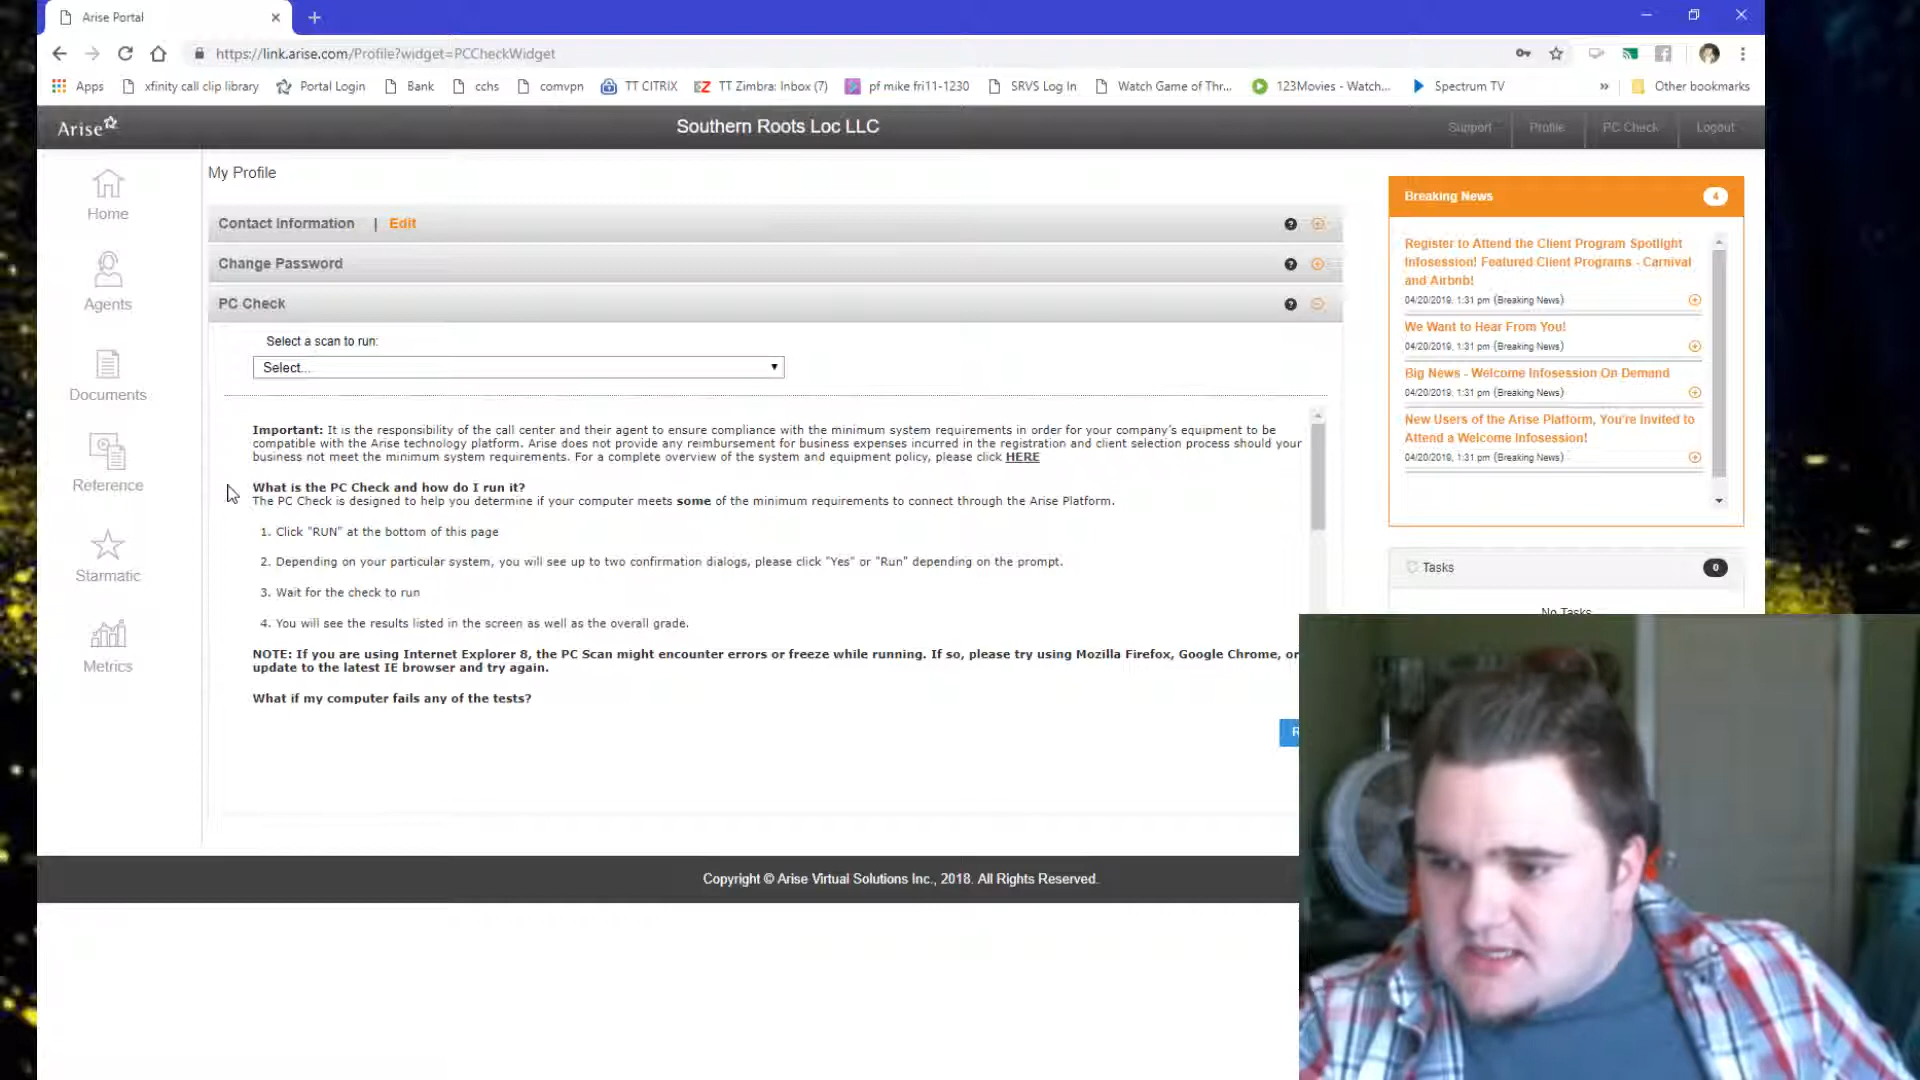 Arise Portal
https://link.arise.com/Profile?widget=PCCheckWidget
Apps
xfinity call clip library
Portal Login
Bank
cchs
comvpn
TT CITRIX
TT Zimbra: Inbox (7)
pf mike fri11-1230
SRVS Log In
Watch Game of Thr...
123Movies - Watch...
Spectrum TV
»
Other bookmarks
Arise
Southern Roots Loc LLC
Support
Profile
PC Check
Logout
Home
Agents
Documents
Reference
Starmatic
Metrics
My Profile
Contact Information | Edit
Change Password
PC Check
Select a scan to run:
Select...
Important: It is the responsibility of the call center and their agent to ensure compliance with the minimum system requirements in order for your company's equipment to be
compatible with the Arise technology platform. Arise does not provide any reimbursement for business expenses incurred in the registration and client selection process should your
business not meet the minimum system requirements. For a complete overview of the system and equipment policy, please click HERE
What is the PC Check and how do I run it?
The PC Check is designed to help you determine if your computer meets some of the minimum requirements to connect through the Arise Platform.
1. Click "RUN" at the bottom of this page
2. Depending on your particular system, you will see up to two confirmation dialogs, please click "Yes" or "Run" depending on the prompt.
3. Wait for the check to run
4. You will see the results listed in the screen as well as the overall grade.
NOTE: If you are using Internet Explorer 8, the PC Scan might encounter errors or freeze while running. If so, please try using Mozilla Firefox, Google Chrome, or
update to the latest IE browser and try again.
What if my computer fails any of the tests?
Breaking News 4
Register to Attend the Client Program Spotlight
Infosession! Featured Client Programs - Carnival
and Airbnb!
04/20/2019, 1:31 pm (Breaking News)
We Want to Hear From You!
04/20/2019, 1:31 pm (Breaking News)
Big News - Welcome Infosession On Demand
04/20/2019, 1:31 pm (Breaking News)
New Users of the Arise Platform, You're Invited to
Attend a Welcome Infosession!
04/20/2019, 1:31 pm (Breaking News)
Tasks 0
No Tasks
Copyright © Arise Virtual Solutions Inc., 2018. All Rights Reserved.